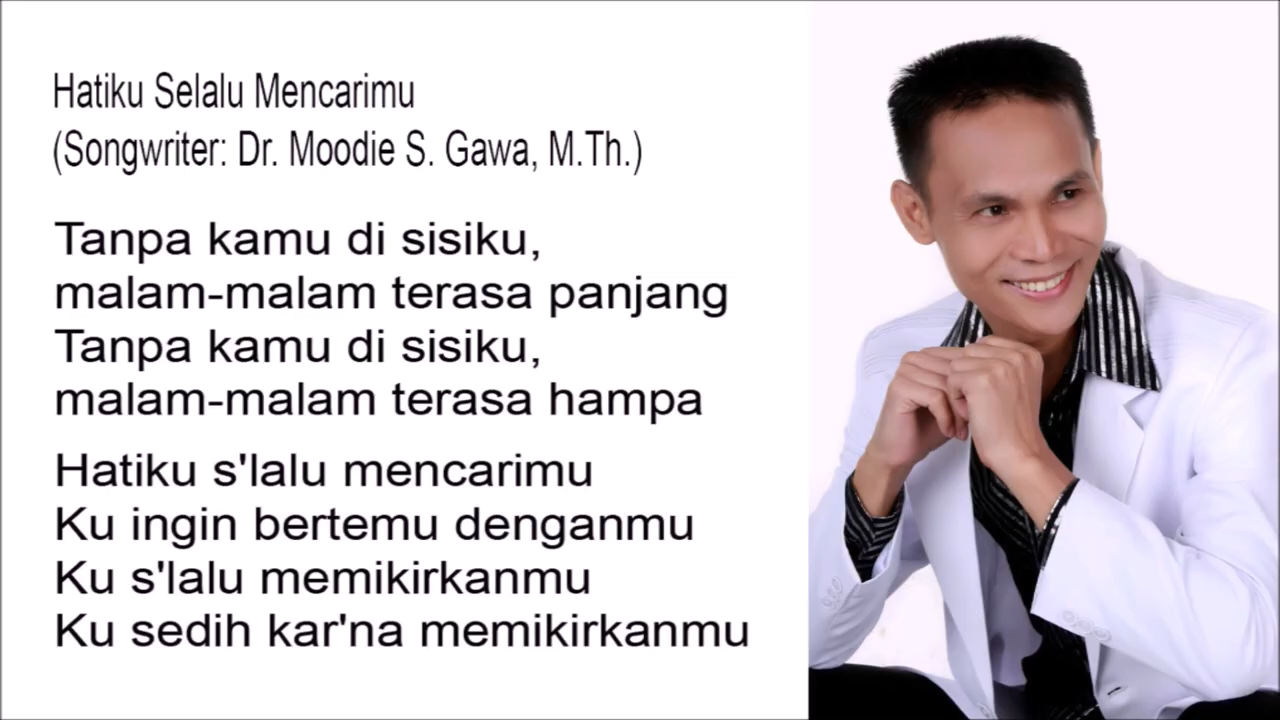 Hatiku Selalu Mencarimu
(Songwriter: Dr. Moodie S. Gawa, M.Th.)
Tanpa kamu di sisiku,
malam-malam terasa panjang
Tanpa kamu di sisiku,
malam-malam terasa hampa
Hatiku s'lalu mencarimu
Ku ingin bertemu denganmu
Ku s'lalu memikirkanmu
Ku sedih kar'na memikirkanmu